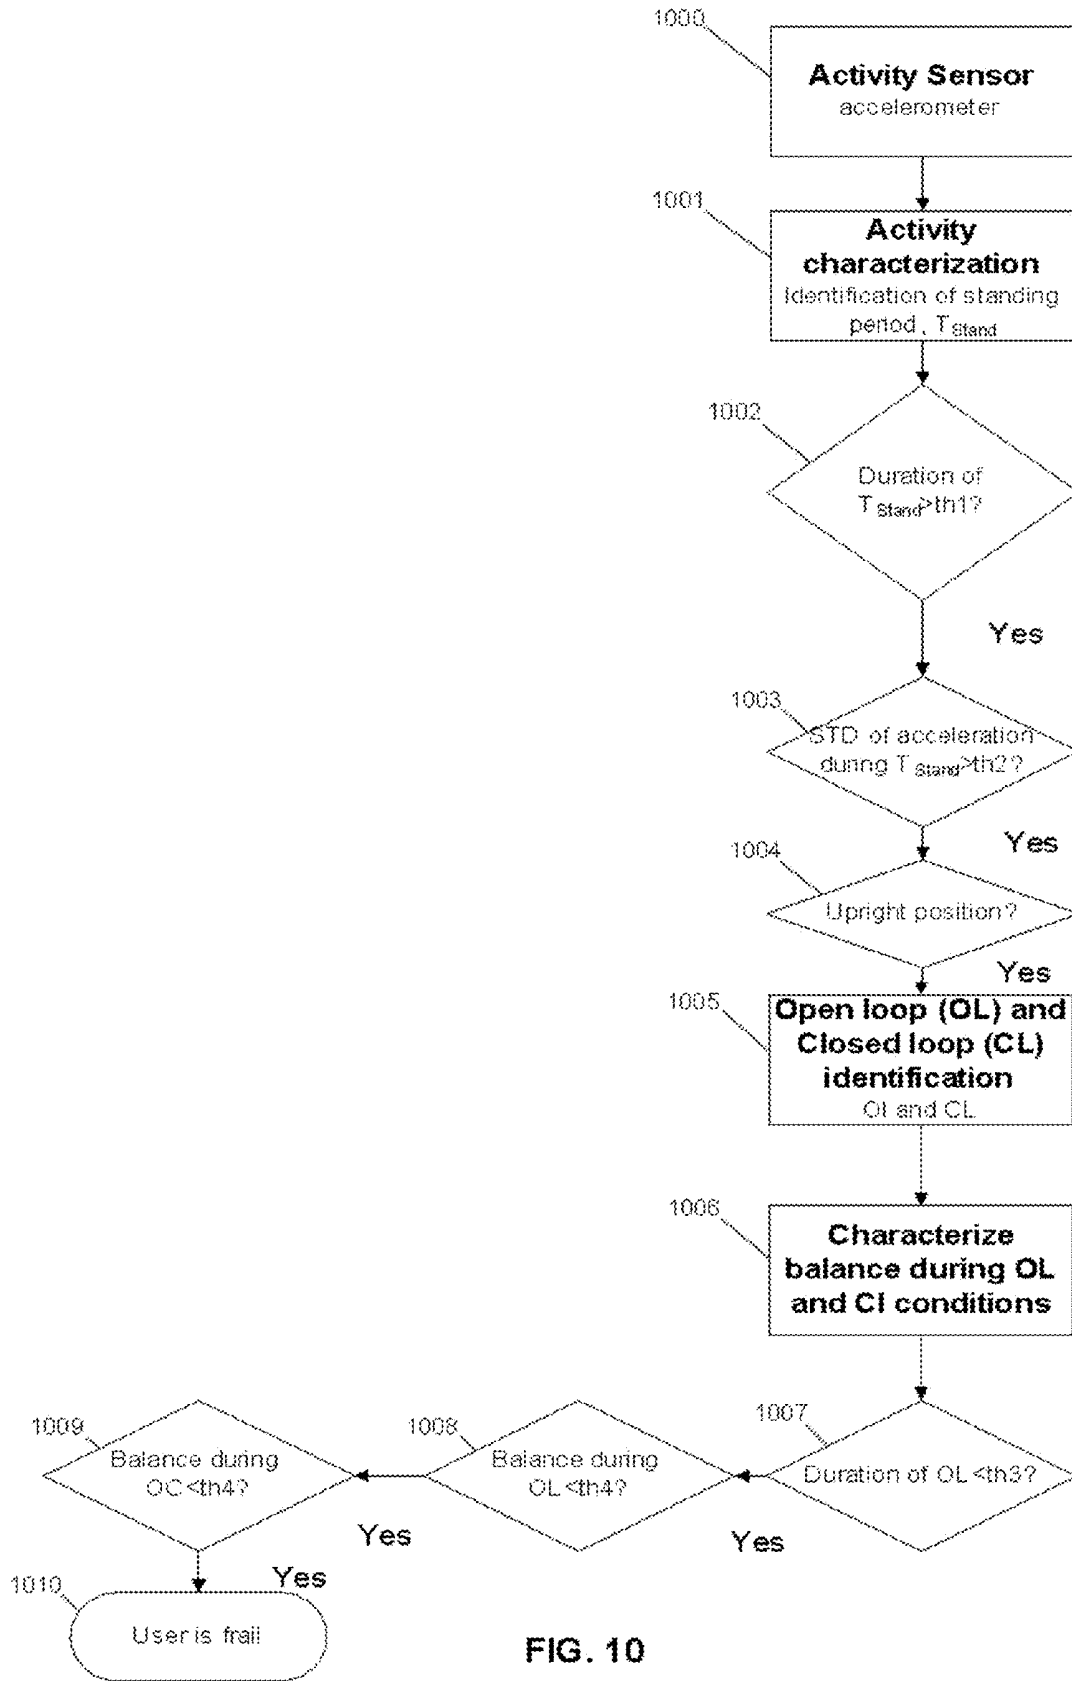 1000
Activity Sensor
accelerometer
1001
Activity
characterization
Identification of standing
period, T Stand
1002
Duration of
T Stand>th1?
Yes
1003
STD of acceleration
during T Stand>th2?
Yes
1004
Upright position?
Yes
1005
Open loop (OL) and
Closed loop (CL)
identification
Ol and CL
1006
Characterize
balance during OL
and Cl conditions
1009
Balance during
OC<th4?
1008
Balance during
OL<th4?
1007
Duration of OL<th3?
Yes
Yes
Yes
1010
User is frail
FIG. 10